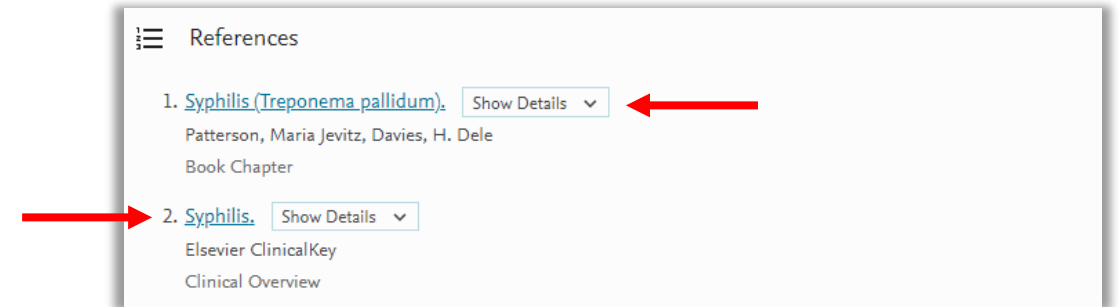 References
1. Syphilis (Treponema pallidum). Show Details
Patterson, Maria Jevitz, Davies, H. Dele
Book Chapter
2. Syphilis. Show Details
Elsevier ClinicalKey
Clinical Overview